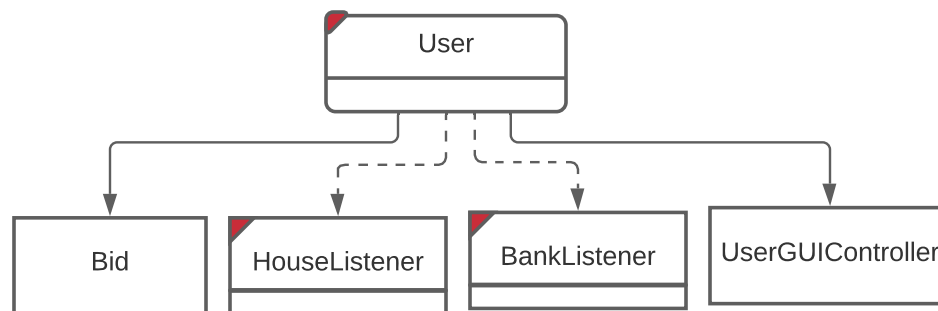 User
Bid
HouseListener
BankListener
UserGUIController